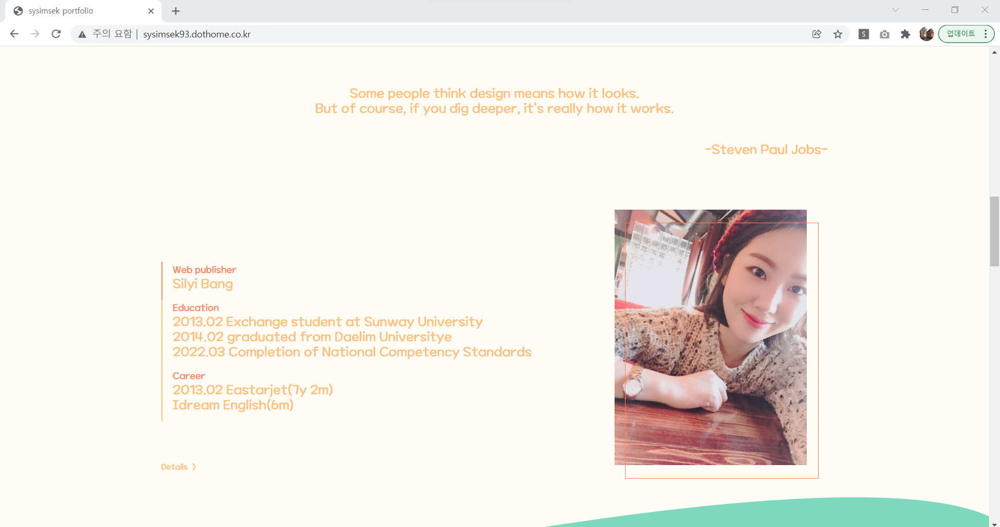 sysimsek portfolio
주의 요함 | sysimsek93.dothome.co.kr
S
업데이트
Some people think design means how it looks.
But of course, if you dig deeper, it's really how it works.
-Steven Paul Jobs-
Web publisher
Silyi Bang
Education
2013.02 Exchange student at Sunway University
2014.02 graduated from Daelim Universitye
2022.03 Completion of National Competency Standards
Career
2013.02 Eastarjet(7y 2m)
Idream English(6m)
Details 〉